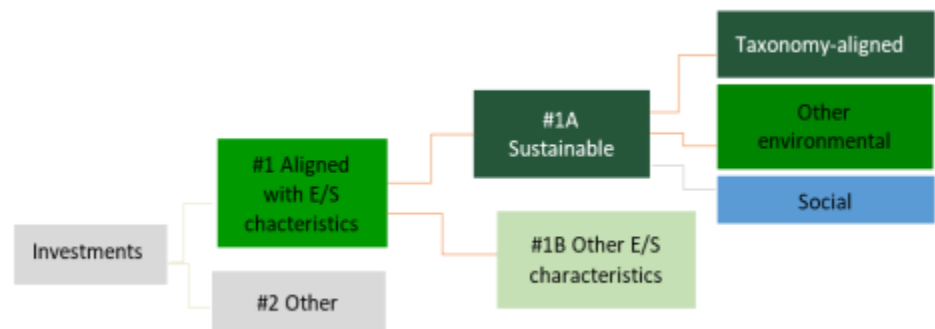 Taxonomy-aligned
Other
environmental
Social
#1A
Sustainable
#1 Aligned
with E/S
chacteristics
#1B Other E/S
characteristics
Investments
#2 Other